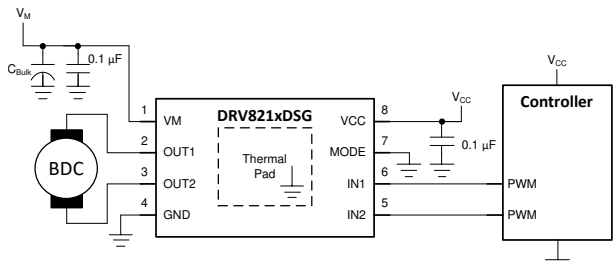 VM
CBulk
0.1 µF
BDC
DRV821xDSG
Thermal
Pad
1
VM
2
OUT1
3
OUT2
4
GND
8
VCC
7
MODE
6
IN1
5
IN2
VCC
0.1 µF
VCC
Controller
PWM
PWM